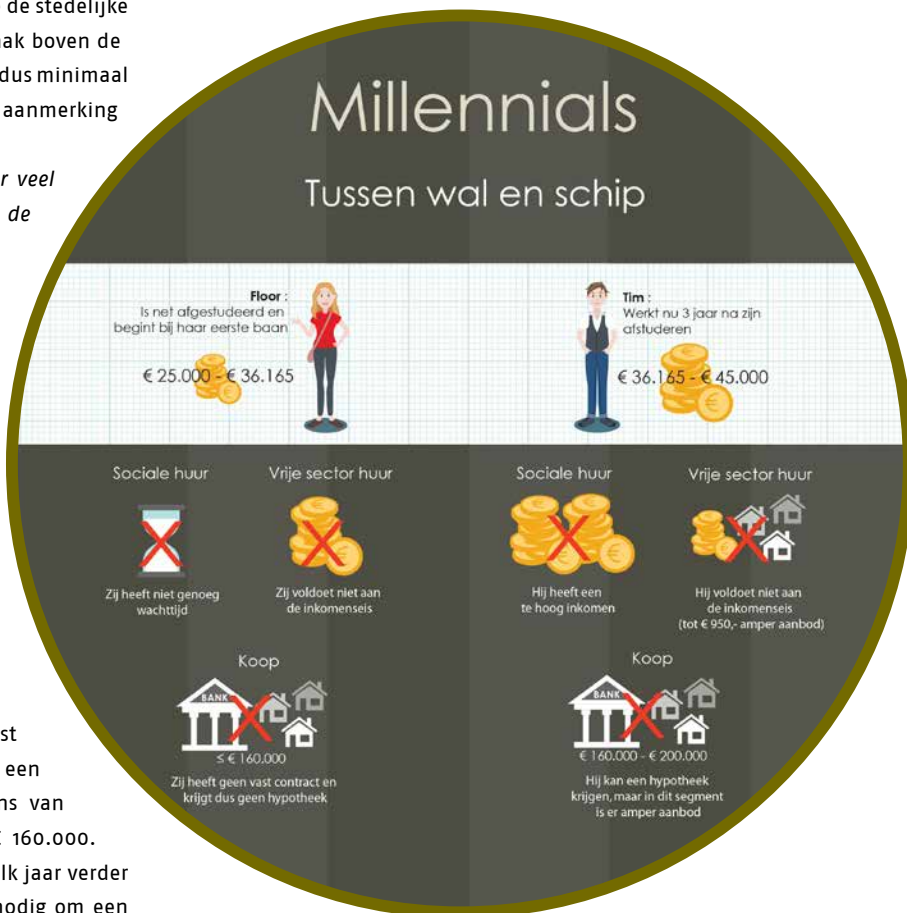 de stedelijke
boven de
dus minimaal
aanmerking
veel
de
Millennials
Tussen wal en schip
Floor :
Is net afgestudeerd en
begint bij haar eerste baan
€ 25.000 - € 36.165
Tim :
Werkt nu 3 jaar na zijn
afstuderen
€ 36.165 - € 45.000
Sociale huur
Zij heeft niet genoeg
wachttijd
Vrije sector huur
Zij voldoet niet aan
de inkomenseis
Sociale huur
Hij heeft een
te hoog inkomen
Vrije sector huur
Hij voldoet niet aan
de inkomenseis
(tot € 950,- amper aanbod)
Koop
BANK
≤ € 160.000
Zij heeft geen vast contract en
krijgt dus geen hypotheek
Koop
BANK
€ 160.000 - € 200.000
Hij kan een hypotheek
krijgen, maar in dit segment
is er amper aanbod
een
van
160.000.
jaar verder
nodig om een